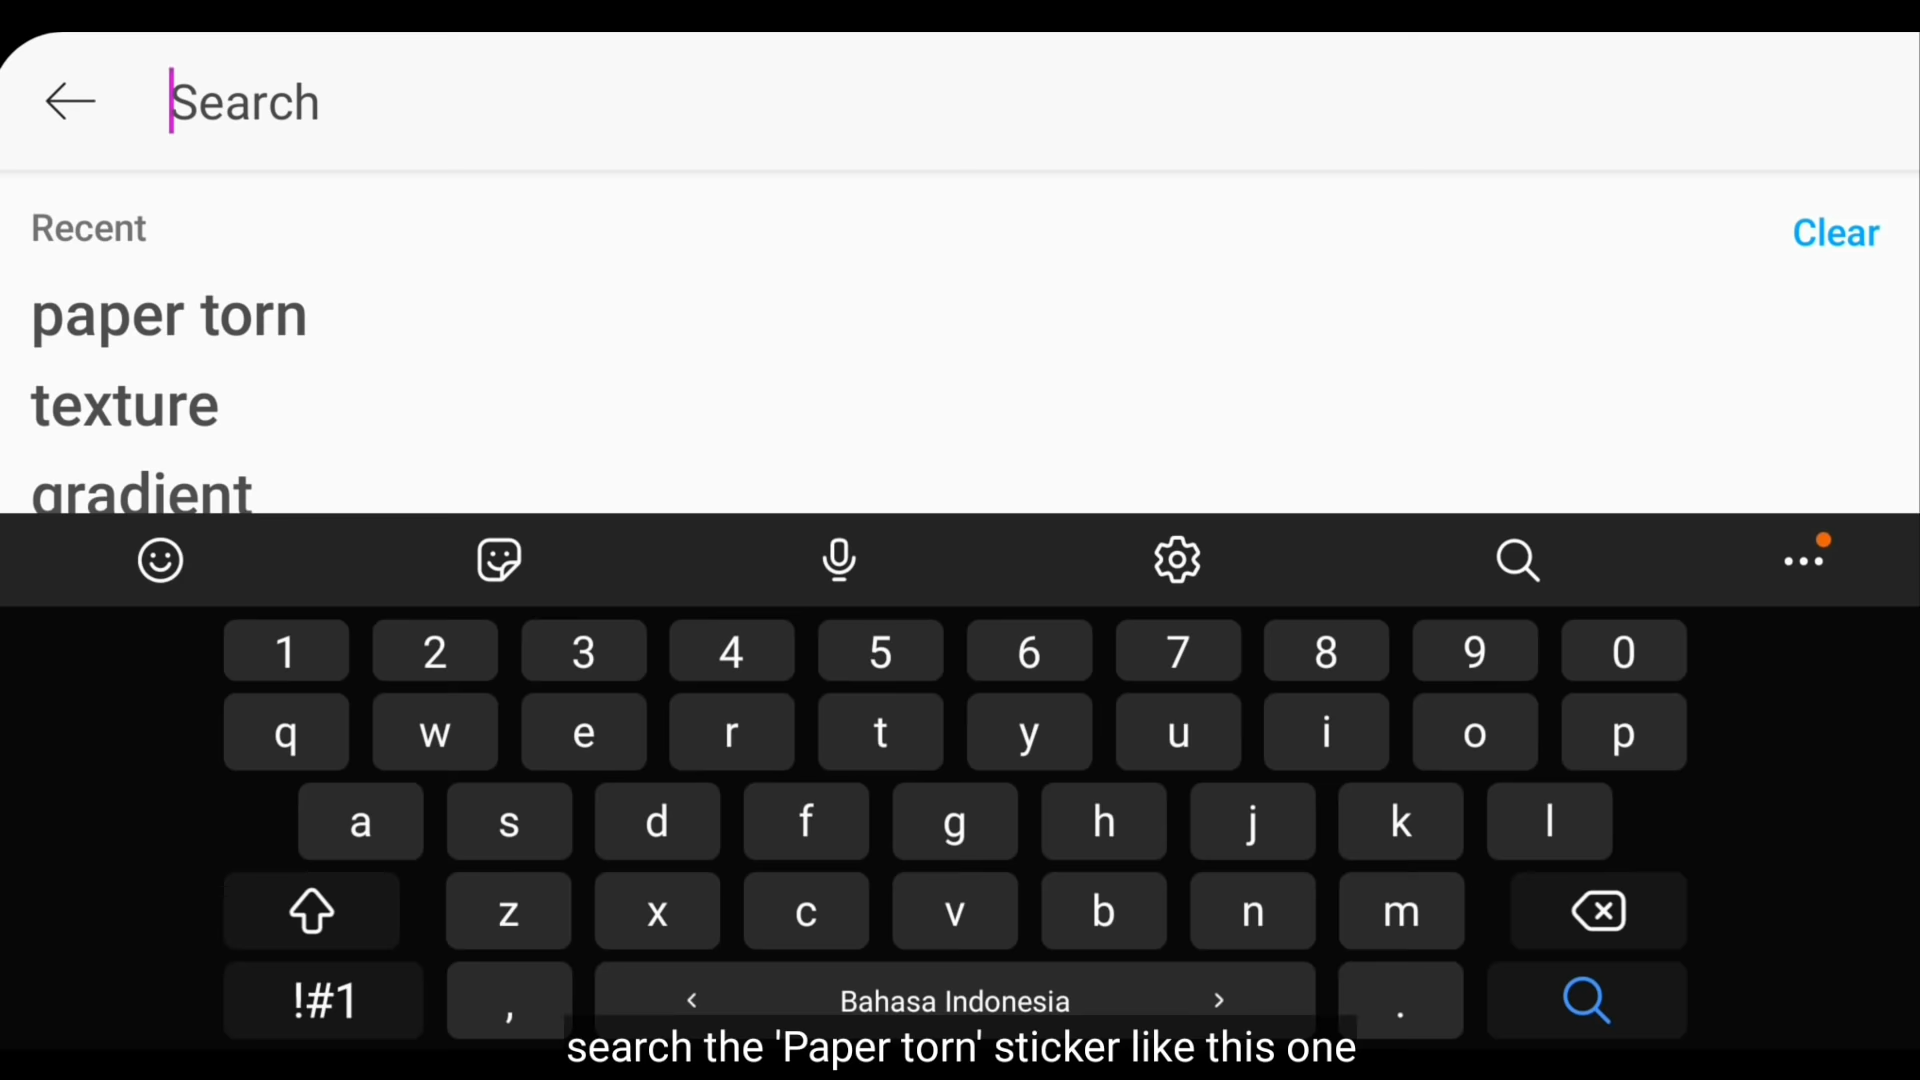 Search
Recent
Clear
paper torn
texture
gradient
1 2 3 4 5 6 7 8 9 0
q w e r t y u i o p
a s d f g h j k l
z x c v b n m
!#1 , < Bahasa Indonesia > .
search the 'Paper torn' sticker like this one